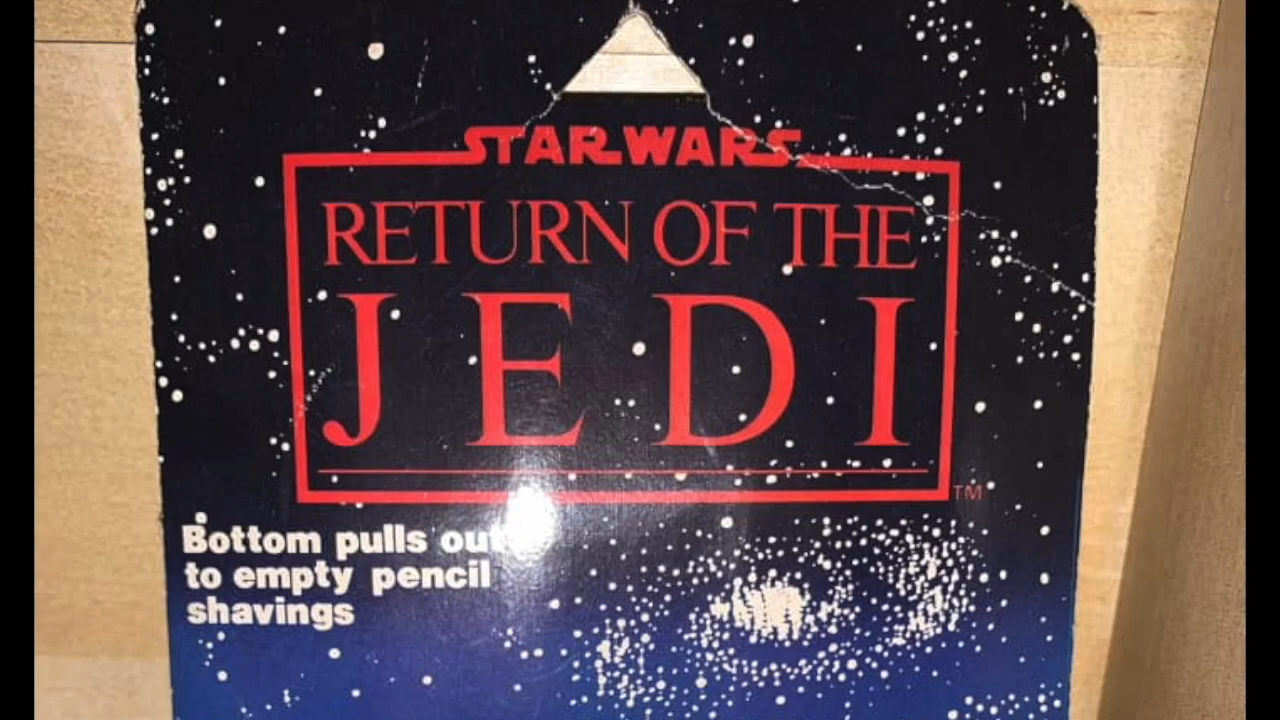 STAR WARS
RETURN OF THE
JEDI
TM
Bottom pulls out
to empty pencil
shavings